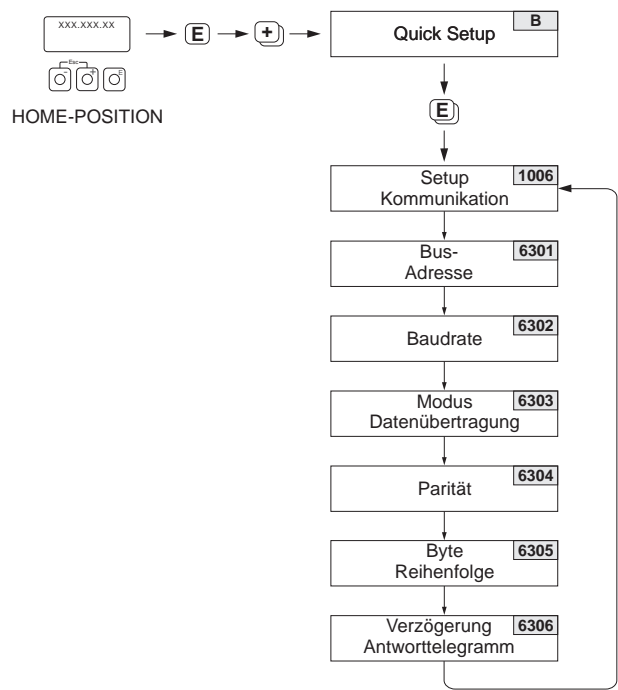 XXX.XXX.XX
Esc
- + E
HOME-POSITION
E
+
Quick Setup
B
E
Setup
Kommunikation
1006
Bus-
Adresse
6301
Baudrate
6302
Modus
Datenübertragung
6303
Parität
6304
Byte
Reihenfolge
6305
Verzögerung
Antworttelegramm
6306